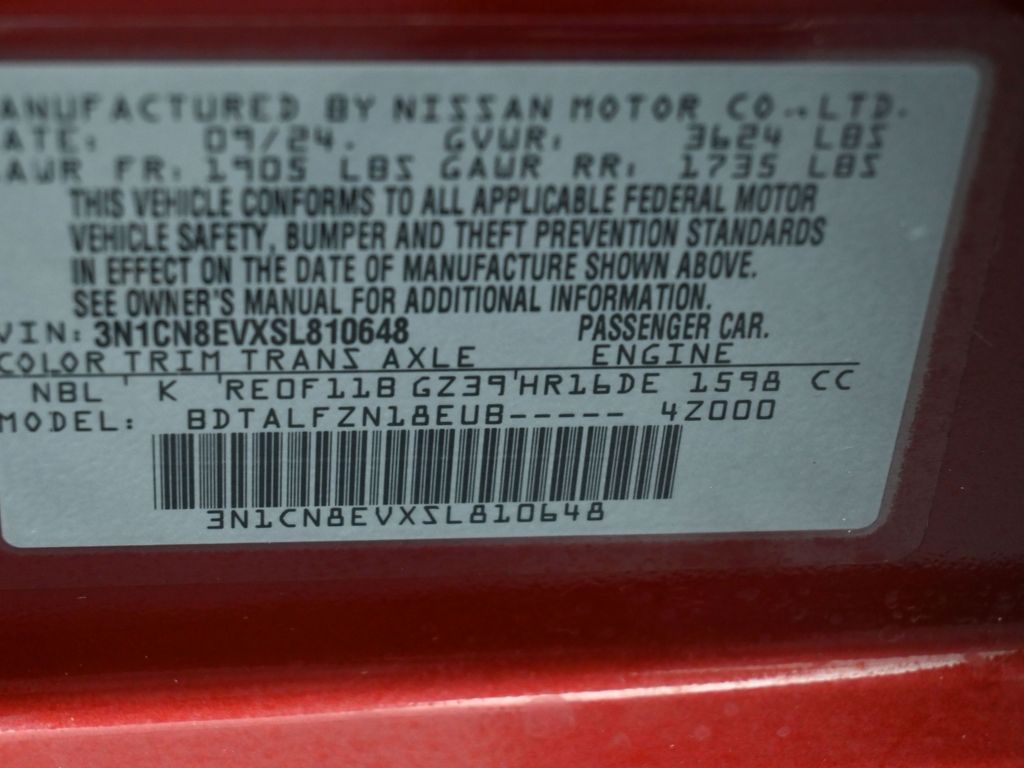 ANUFACTURED BY NISSAN MOTOR CO.,LTD.
ATE: 09/24. GVWR: 3624 LBS
AWR FR: 1905 LBS GAWR RR: 1735 LBS
THIS VEHICLE CONFORMS TO ALL APPLICABLE FEDERAL MOTOR
VEHICLE SAFETY, BUMPER AND THEFT PREVENTION STANDARDS
IN EFFECT ON THE DATE OF MANUFACTURE SHOWN ABOVE.
SEE OWNER'S MANUAL FOR ADDITIONAL INFORMATION.
VIN: 3N1CN8EVXSL810648 PASSENGER CAR.
COLOR TRIM TRANS AXLE ENGINE
NBL ' K ' RE0F11B GZ39'HR16DE 1598 CC
MODEL: BDTALFZN18EUB----- 4Z000
3N1CN8EVXSL810648